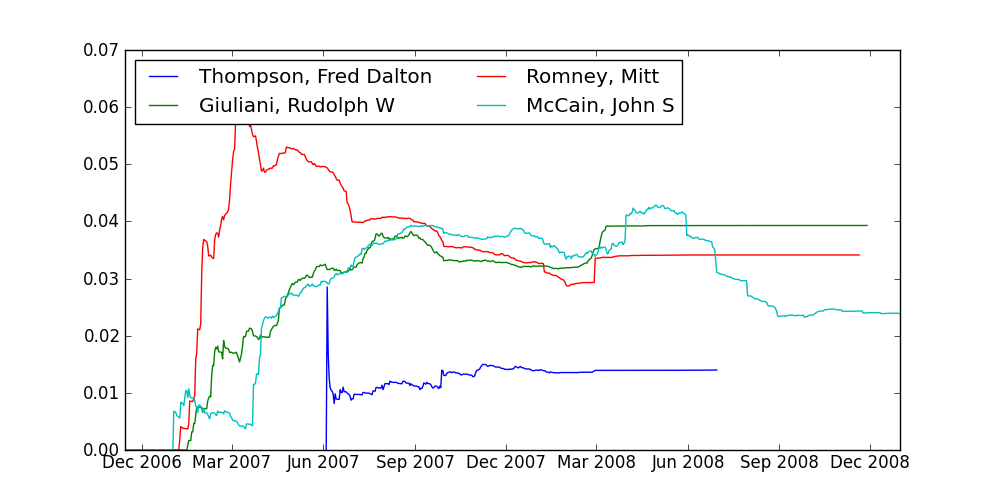 0.07
0.06
0.05
0.04
0.03
0.02
0.01
0.00
Thompson, Fred Dalton
Giuliani, Rudolph W
Romney, Mitt
McCain, John S
Dec 2006 Mar 2007 Jun 2007 Sep 2007 Dec 2007 Mar 2008 Jun 2008 Sep 2008 Dec 2008